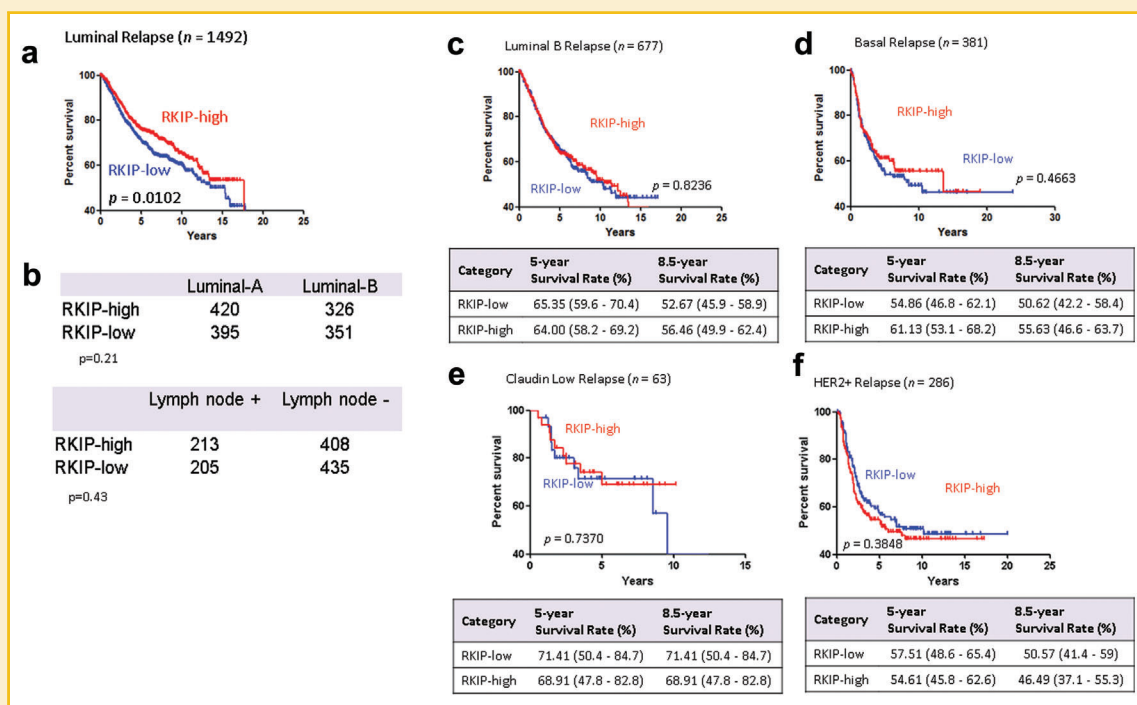 a
Luminal Relapse (n = 1492)
Percent survival
100
80
60
40
RKIP-high
RKIP-low
p = 0.0102
0 5 10 15 20 25
Years
b
Luminal-A Luminal-B
RKIP-high 420 326
RKIP-low 395 351
p=0.21
Lymph node + Lymph node -
RKIP-high 213 408
RKIP-low 205 435
p=0.43
c
Luminal B Relapse (n = 677)
Percent survival
100
80
60
40
RKIP-high
RKIP-low
p = 0.8236
0 5 10 15 20 25
Years
Category 5-year Survival Rate (%) 8.5-year Survival Rate (%)
RKIP-low 65.35 (59.6 - 70.4) 52.67 (45.9 - 58.9)
RKIP-high 64.00 (58.2 - 69.2) 56.46 (49.9 - 62.4)
d
Basal Relapse (n = 381)
Percent survival
100
80
60
40
RKIP-high
RKIP-low
p = 0.4663
0 10 20 30
Years
Category 5-year Survival Rate (%) 8.5-year Survival Rate (%)
RKIP-low 54.86 (46.8 - 62.1) 50.62 (42.2 - 58.4)
RKIP-high 61.13 (53.1 - 68.2) 55.63 (46.6 - 63.7)
e
Claudin Low Relapse (n = 63)
Percent survival
100
80
60
40
RKIP-high
RKIP-low
p = 0.7370
0 5 10 15
Years
Category 5-year Survival Rate (%) 8.5-year Survival Rate (%)
RKIP-low 71.41 (50.4 - 84.7) 71.41 (50.4 - 84.7)
RKIP-high 68.91 (47.8 - 82.8) 68.91 (47.8 - 82.8)
f
HER2+ Relapse (n = 286)
Percent survival
100
80
60
40
RKIP-low
RKIP-high
p = 0.3848
0 5 10 15 20 25
Years
Category 5-year Survival Rate (%) 8.5-year Survival Rate (%)
RKIP-low 57.51 (48.6 - 65.4) 50.57 (41.4 - 59)
RKIP-high 54.61 (45.8 - 62.6) 46.49 (37.1 - 55.3)